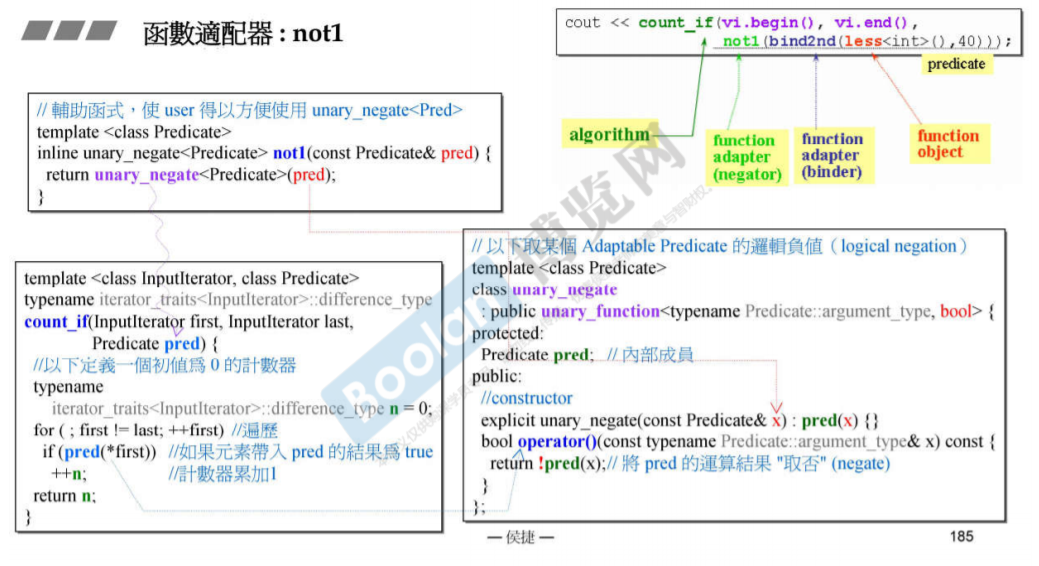 函數適配器 : not1
cout << count_if(vi.begin(), vi.end(),
not1(bind2nd(less<int>(),40)));
predicate
algorithm
function
adapter
(negator)
function
adapter
(binder)
function
object
// 輔助函式，使 user 得以方便使用 unary_negate<Pred>
template <class Predicate>
inline unary_negate<Predicate> not1(const Predicate& pred) {
return unary_negate<Predicate>(pred);
}
template <class InputIterator, class Predicate>
typename iterator_traits<InputIterator>::difference_type
count_if(InputIterator first, InputIterator last,
Predicate pred) {
//以下定義一個初值爲 0 的計數器
typename
iterator_traits<InputIterator>::difference_type n = 0;
for ( ; first != last; ++first) //遍歷
if (pred(*first)) //如果元素帶入 pred 的結果爲 true
++n; //計數器累加1
return n;
}
// 以下取某個 Adaptable Predicate 的邏輯負値（logical negation）
template <class Predicate>
class unary_negate
: public unary_function<typename Predicate::argument_type, bool> {
protected:
Predicate pred; // 內部成員
public:
//constructor
explicit unary_negate(const Predicate& x) : pred(x) {}
bool operator()(const typename Predicate::argument_type& x) const {
return !pred(x);// 將 pred 的運算結果 "取否" (negate)
}
};
Boolan
博览网
— 侯捷 —
185